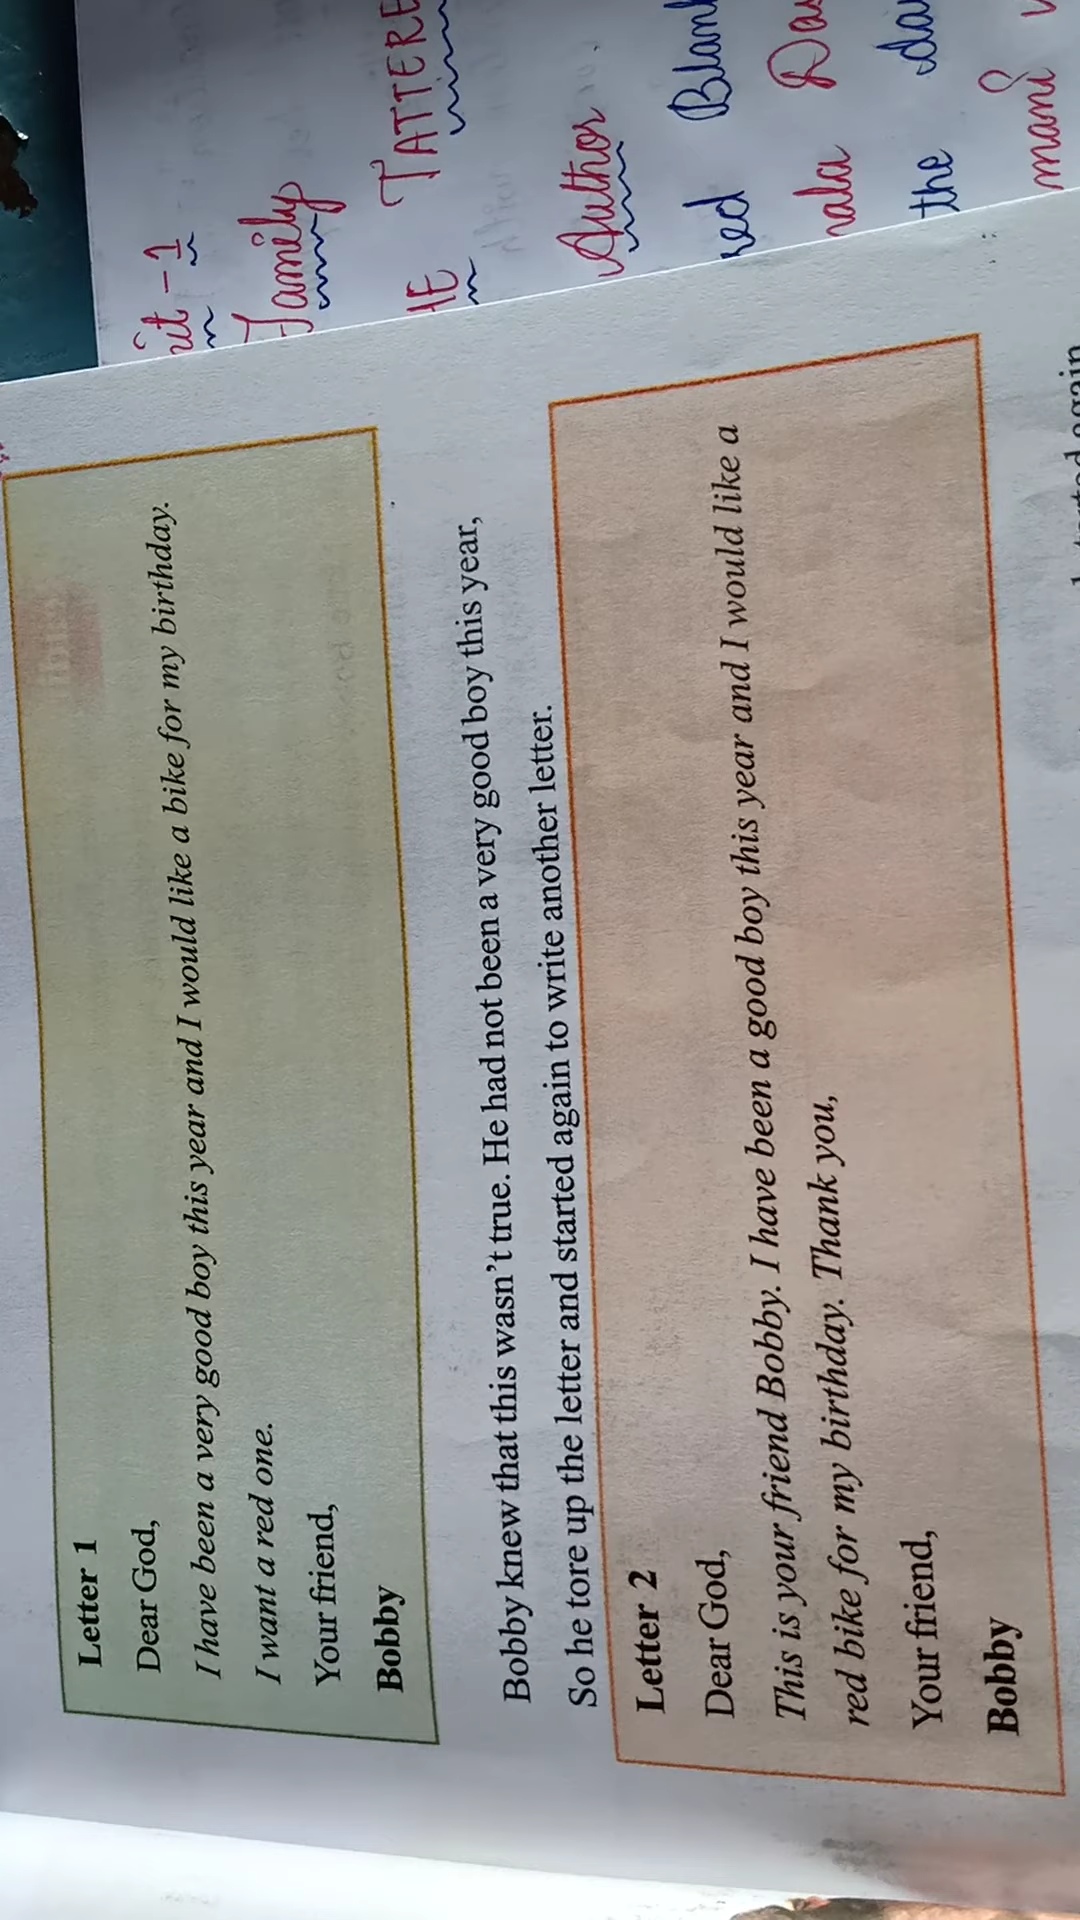 Letter 1
Dear God,
I have been a very good boy this year and I would like a bike for my birthday.
I want a red one.
Your friend,
Bobby
Bobby knew that this wasn't true. He had not been a very good boy this year,
So he tore up the letter and started again to write another letter.
Letter 2
Dear God,
This is your friend Bobby. I have been a good boy this year and I would like a
red bike for my birthday. Thank you,
Your friend,
Bobby
again
-1
Family
TATTERE
Author
Blan
the
mani